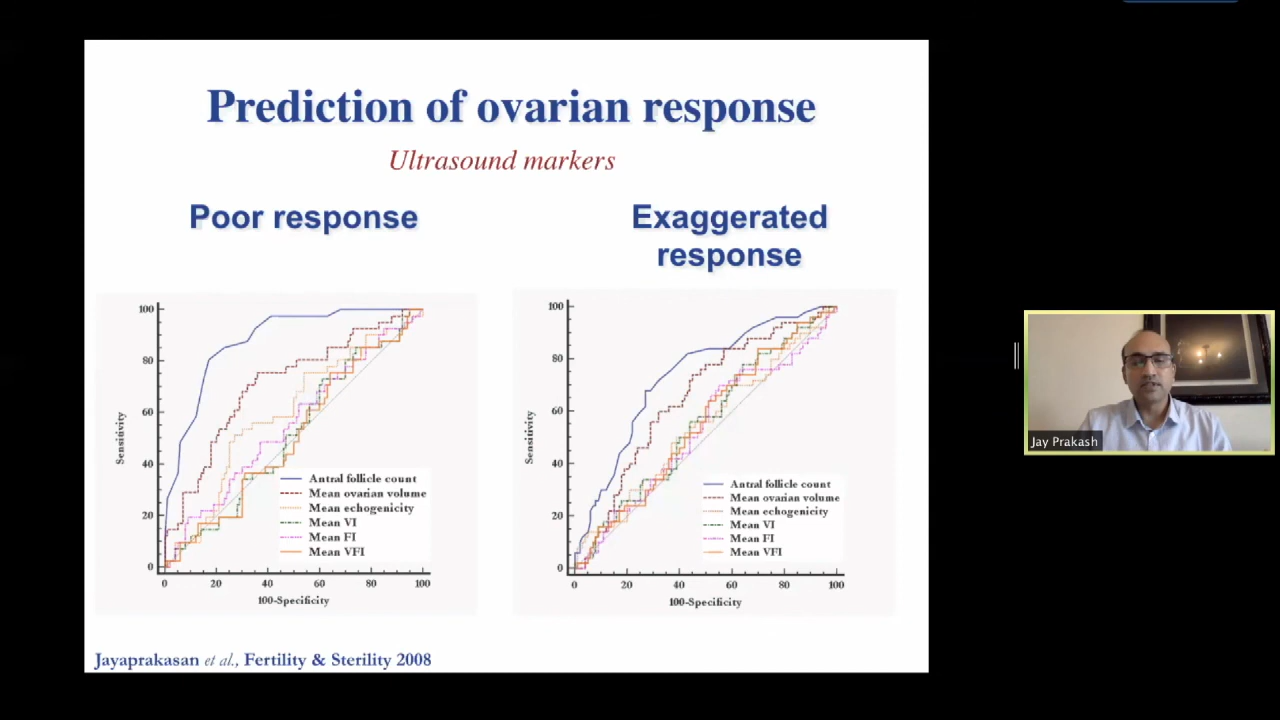 Prediction of ovarian response
Ultrasound markers
Poor response
Exaggerated
response
100
80
60
40
20
0
Sensitivity
0 20 40 60 80 100
100-Specificity
Antral follicle count
Mean ovarian volume
Mean echogenicity
Mean VI
Mean FI
Mean VFI
100
80
60
40
20
0
Sensitivity
0 20 40 60 80 100
100-Specificity
Antral follicle count
Mean ovarian volume
Mean echogenicity
Mean VI
Mean FI
Mean VFI
Jayaprakasan et al., Fertility & Sterility 2008
Jay Prakash